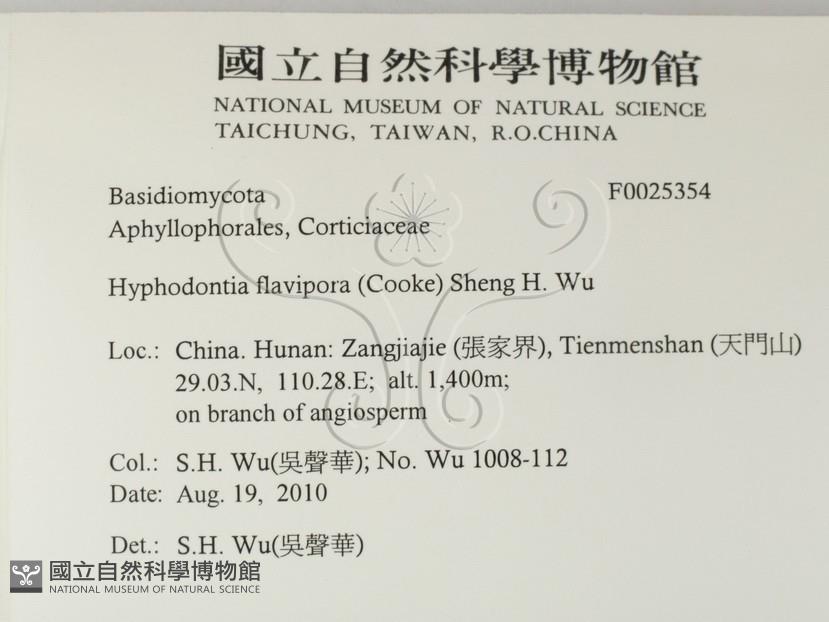 國立自然科學博物館
NATIONAL MUSEUM OF NATURAL SCIENCE
TAICHUNG, TAIWAN, R.O.CHINA
Basidiomycota F0025354
Aphyllophorales, Corticiaceae
Hyphodontia flavipora (Cooke) Sheng H. Wu
Loc.: China. Hunan: Zangjiajie (張家界), Tienmenshan (天門山)
29.03.N, 110.28.E; alt. 1,400m;
on branch of angiosperm
Col.: S.H. Wu(吳聲華); No. Wu 1008-112
Date: Aug. 19, 2010
Det.: S.H. Wu(吳聲華)
國立自然科學博物館
NATIONAL MUSEUM OF NATURAL SCIENCE